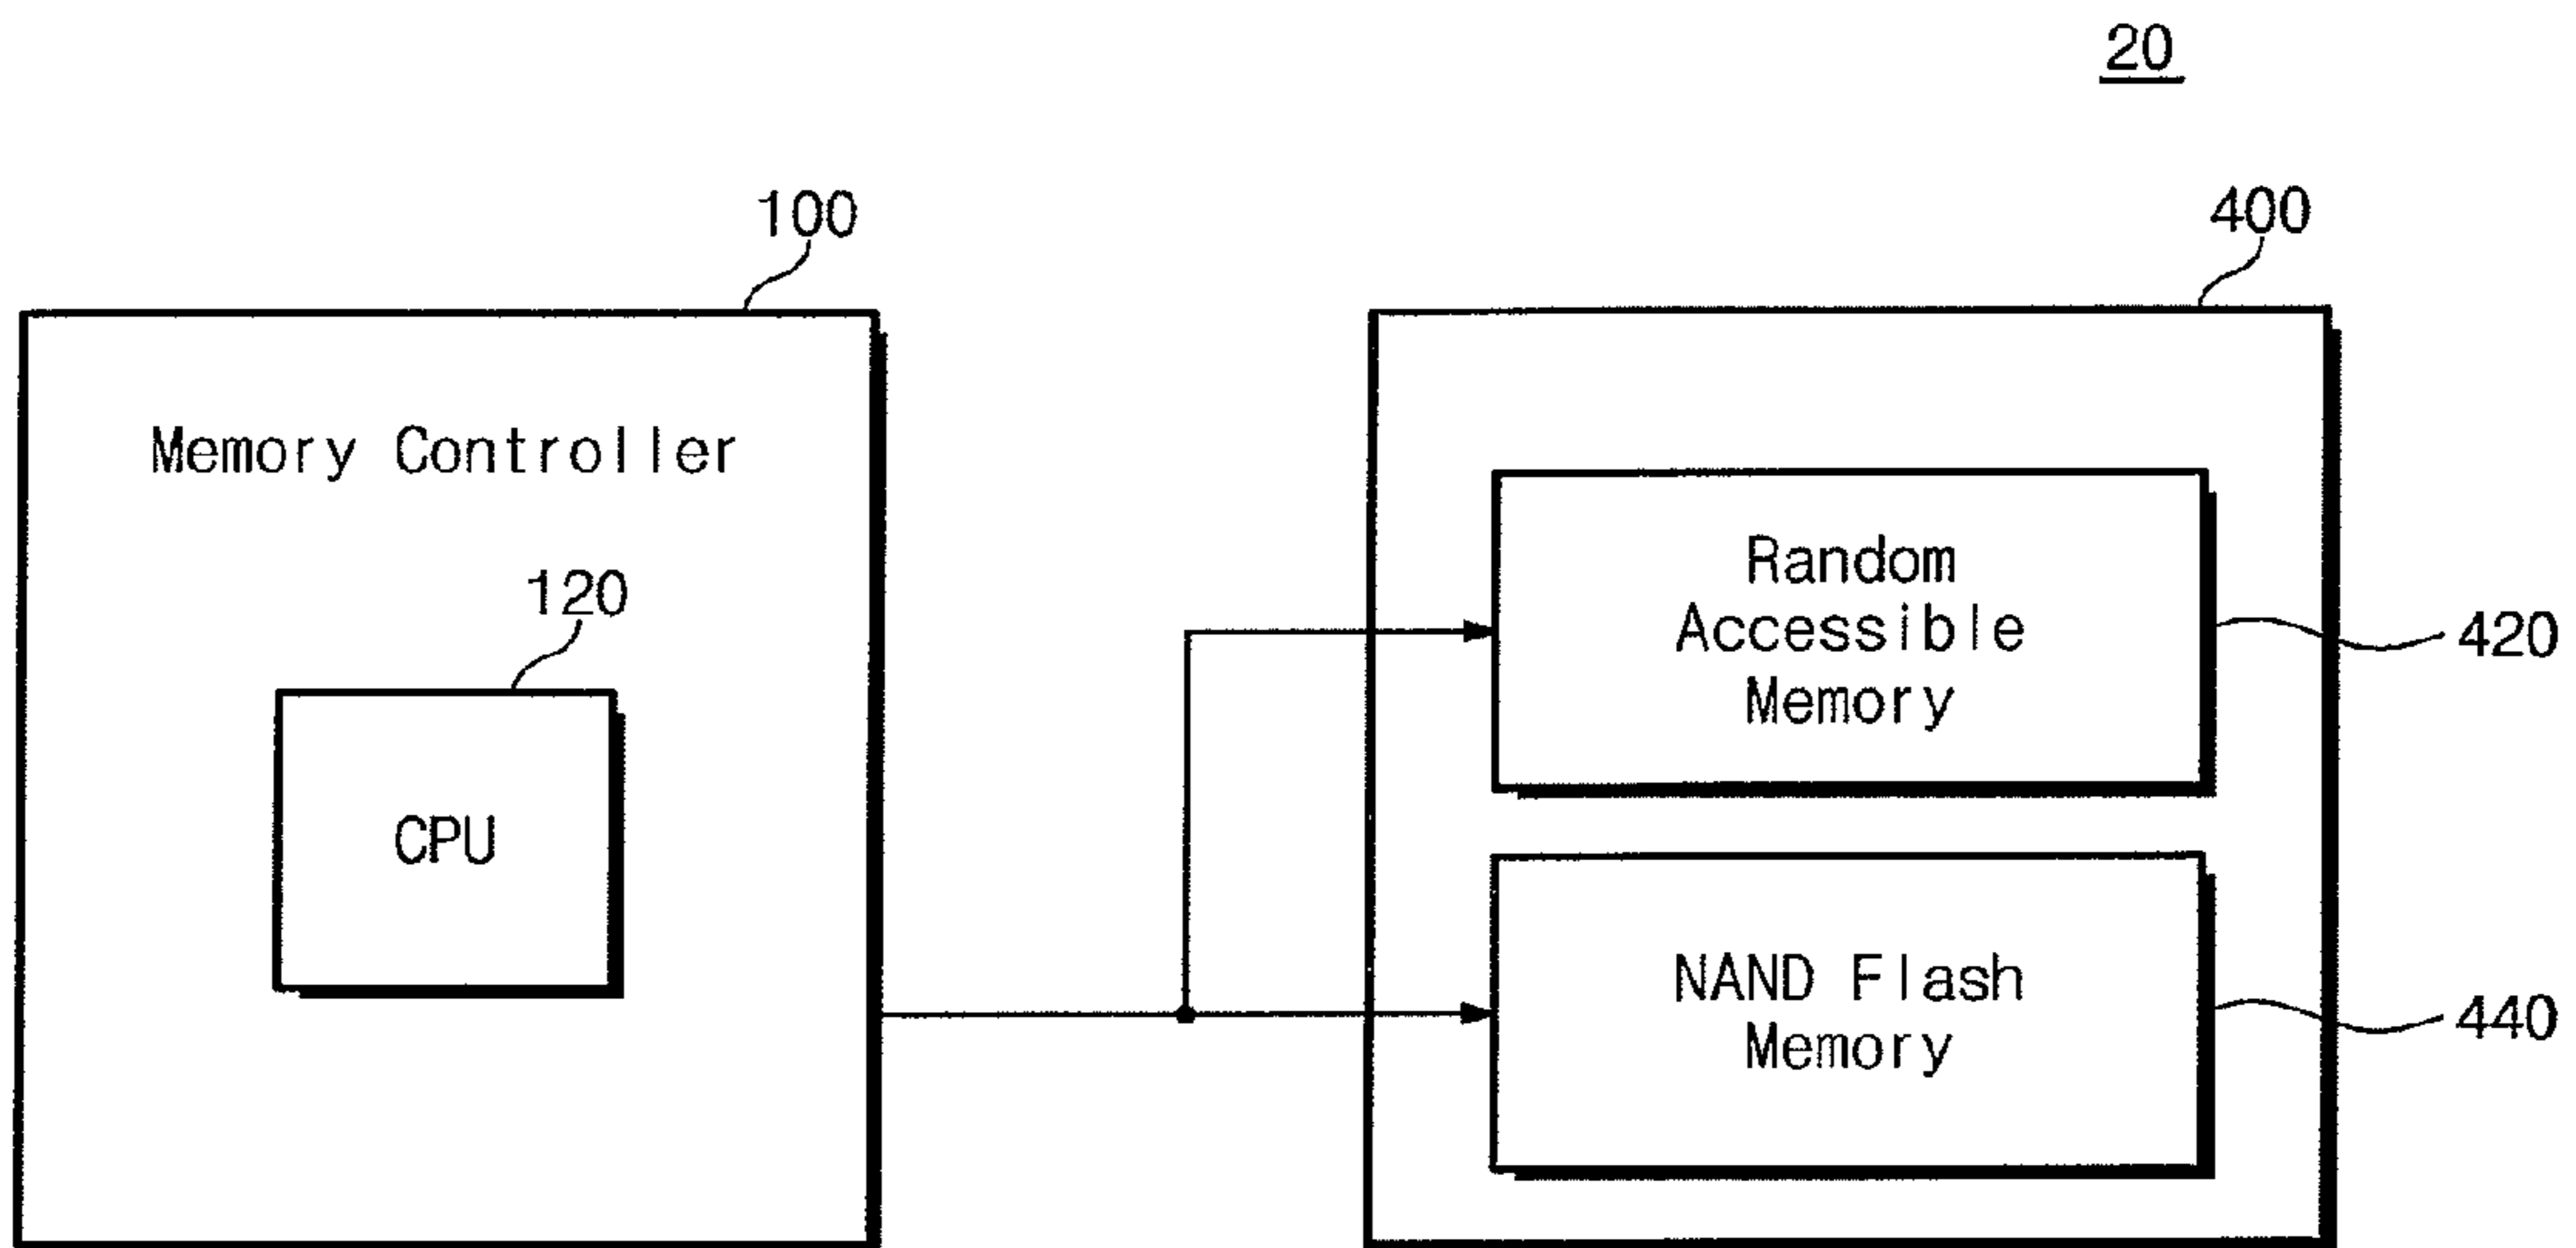 20
100
400
Memory Controller
120
CPU
Random
Accessible
Memory
420
NAND Flash
Memory
440